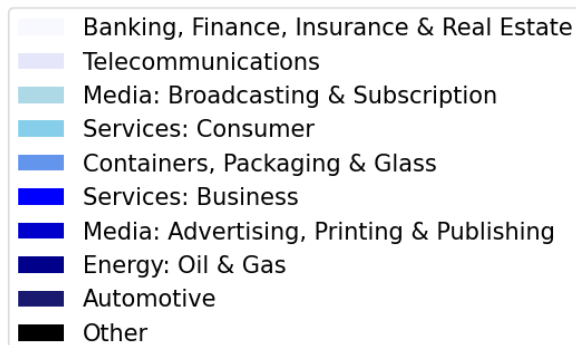 Banking, Finance, Insurance & Real Estate
Telecommunications
Media: Broadcasting & Subscription
Services: Consumer
Containers, Packaging & Glass
Services: Business
Media: Advertising, Printing & Publishing
Energy: Oil & Gas
Automotive
Other